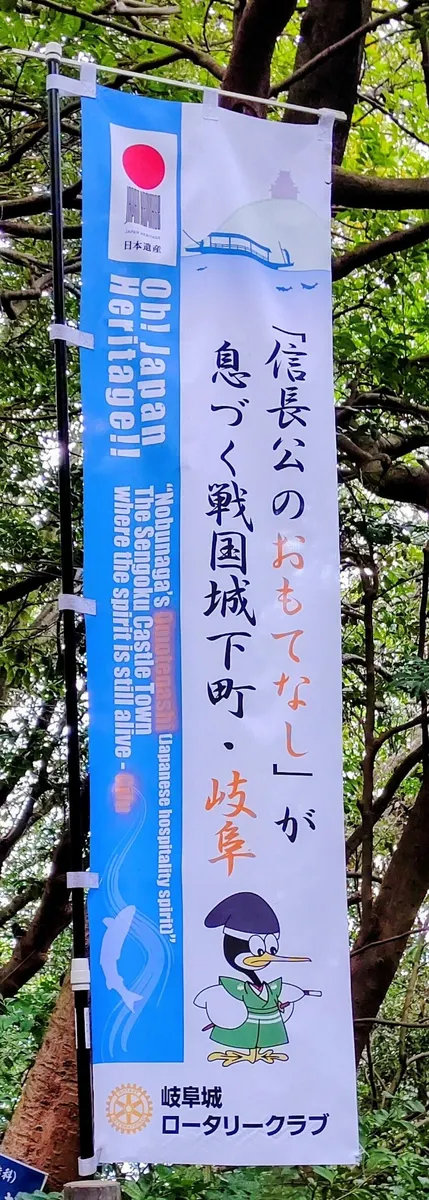 JAPAN HERITAGE
日本遺産
「信長公のおもてなし」が
息づく戦国城下町・岐阜
Oh! Japan
Heritage!!
"Nobunaga's Omotenashi (Japanese hospitality spirit)"
The Sengoku Castle Town
where the spirit is still alive - Gifu
岐阜城
ロータリークラブ
科)